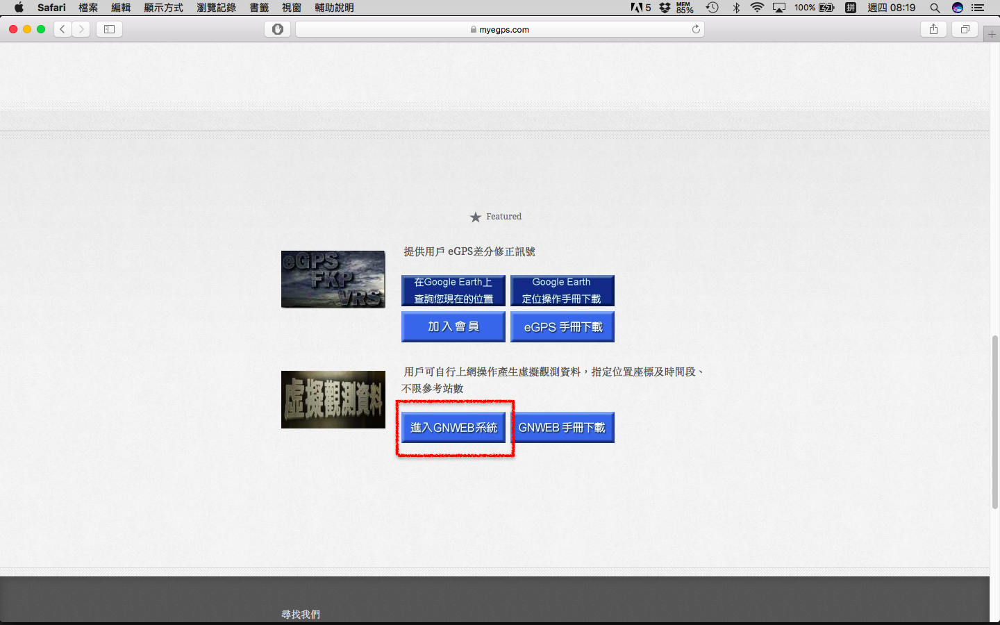 Safari 檔案 編輯 顯示方式 瀏覽記錄 書籤 視窗 輔助說明 5 MEM 85% 100% 拼 週四 08:19
myegps.com
Featured
提供用戶 eGPS差分修正訊號
eGPS
FKP
VRS
在Google Earth上
查詢您現在的位置
Google Earth
定位操作手冊下載
加入會員
eGPS 手冊下載
用戶可自行上網操作產生虛擬觀測資料，指定位置座標及時間段、
不限參考站數
虛擬觀測資料
進入GNWEB系統
GNWEB 手冊下載
尋找我們